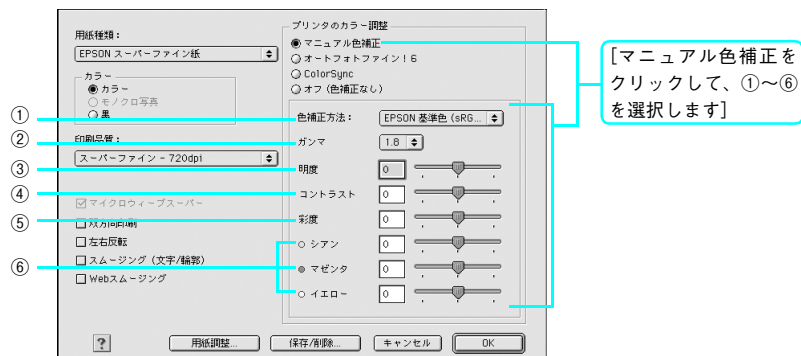 用紙種類:
EPSON スーパーファイン紙
カラー
カラー
モノクロ写真
黒
印刷品質:
スーパーファイン - 720dpi
マイクロウィーブスーパー
双方向印刷
左右反転
スムージング (文字/輪郭)
Webスムージング
プリンタのカラー調整
マニュアル色補正
オートフォトファイン!6
ColorSync
オフ (色補正なし)
① 色補正方法: EPSON 基準色 (sRG...
② ガンマ 1.8
③ 明度 0
④ コントラスト 0
⑤ 彩度 0
シアン 0
⑥ マゼンタ 0
イエロー 0
? 用紙調整... 保存/削除... キャンセル OK
[マニュアル色補正を
クリックして、①〜⑥
を選択します]